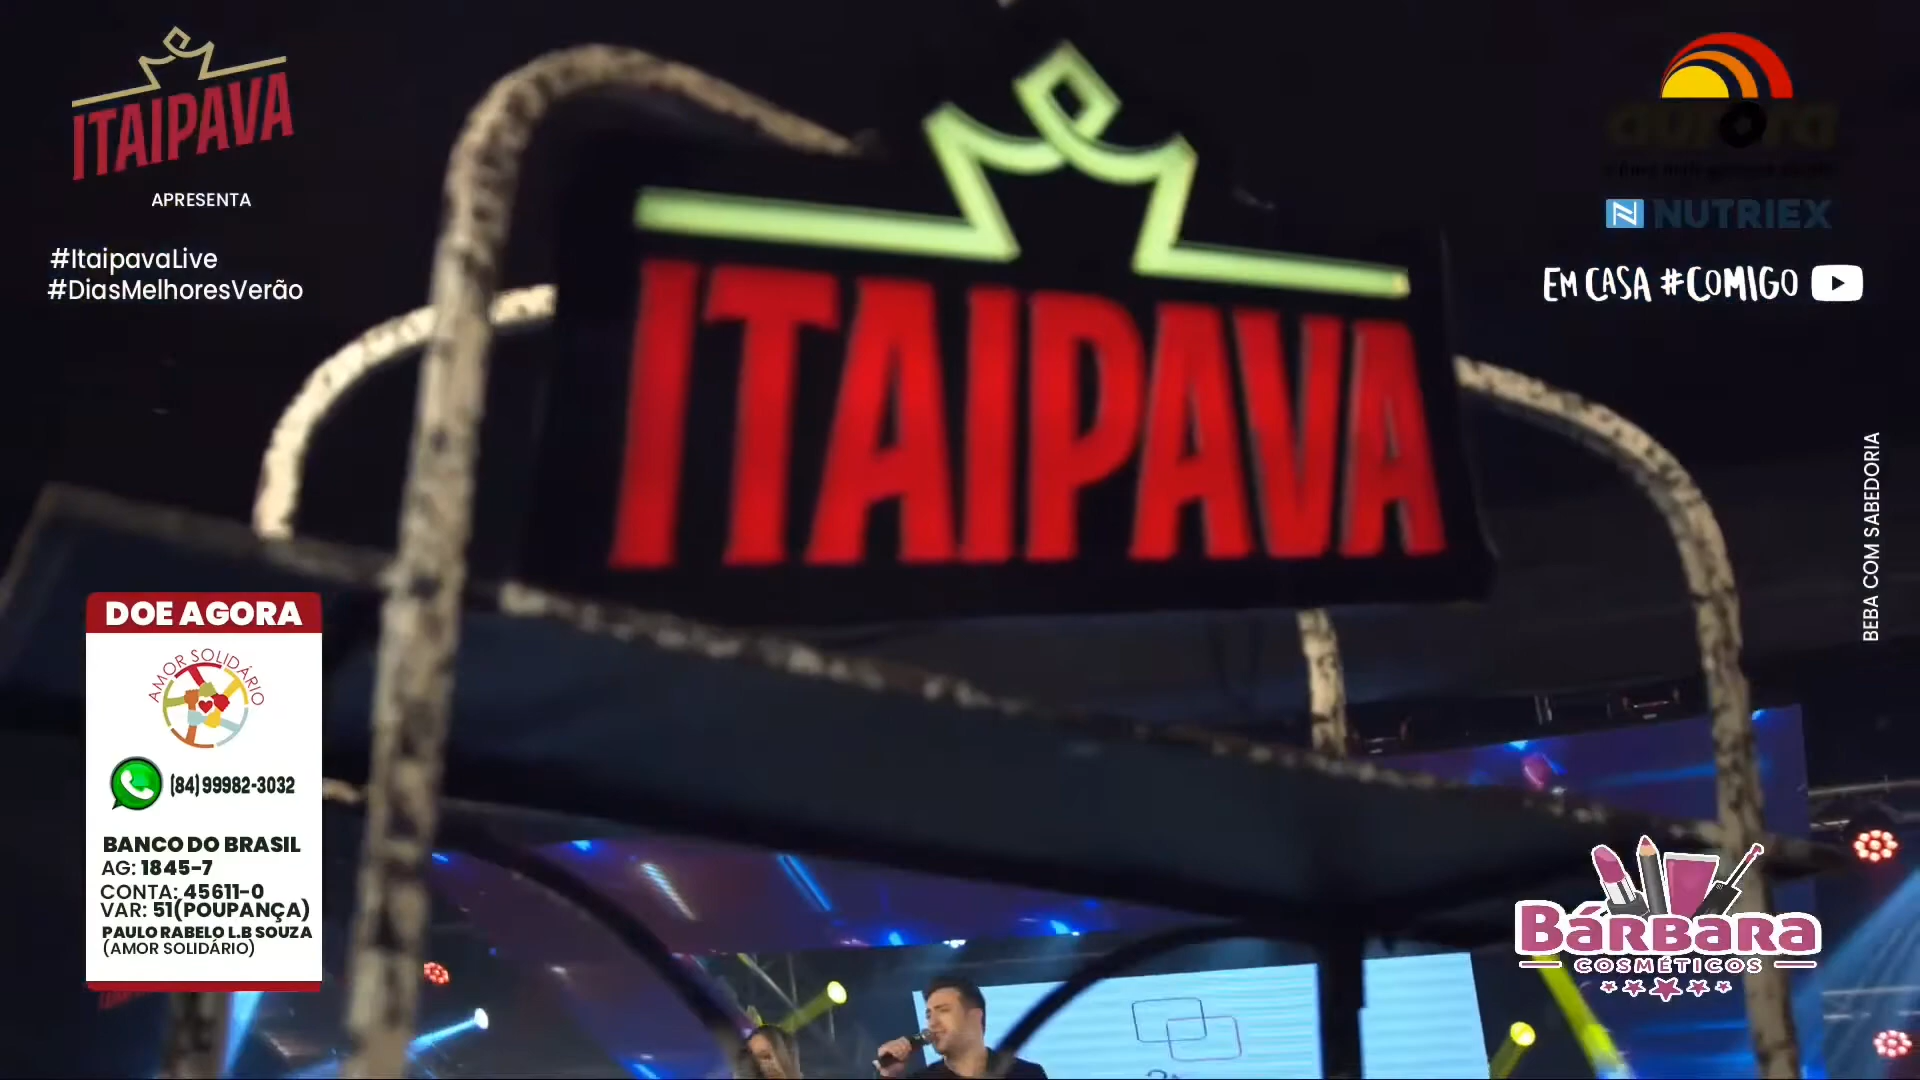 ITAIPAVA
APRESENTA
#ItaipavaLive
#DiasMelhoresVerão
ITAIPAVA
aurora
NUTRIEX
EM CASA #COMIGO
BEBA COM SABEDORIA
DOE AGORA
AMOR SOLIDÁRIO
(84) 99982-3032
BANCO DO BRASIL
AG: 1845-7
CONTA: 45611-0
VAR: 51(POUPANÇA)
PAULO RABELO L.B SOUZA
(AMOR SOLIDÁRIO)
BÁRBARA
COSMÉTICOS